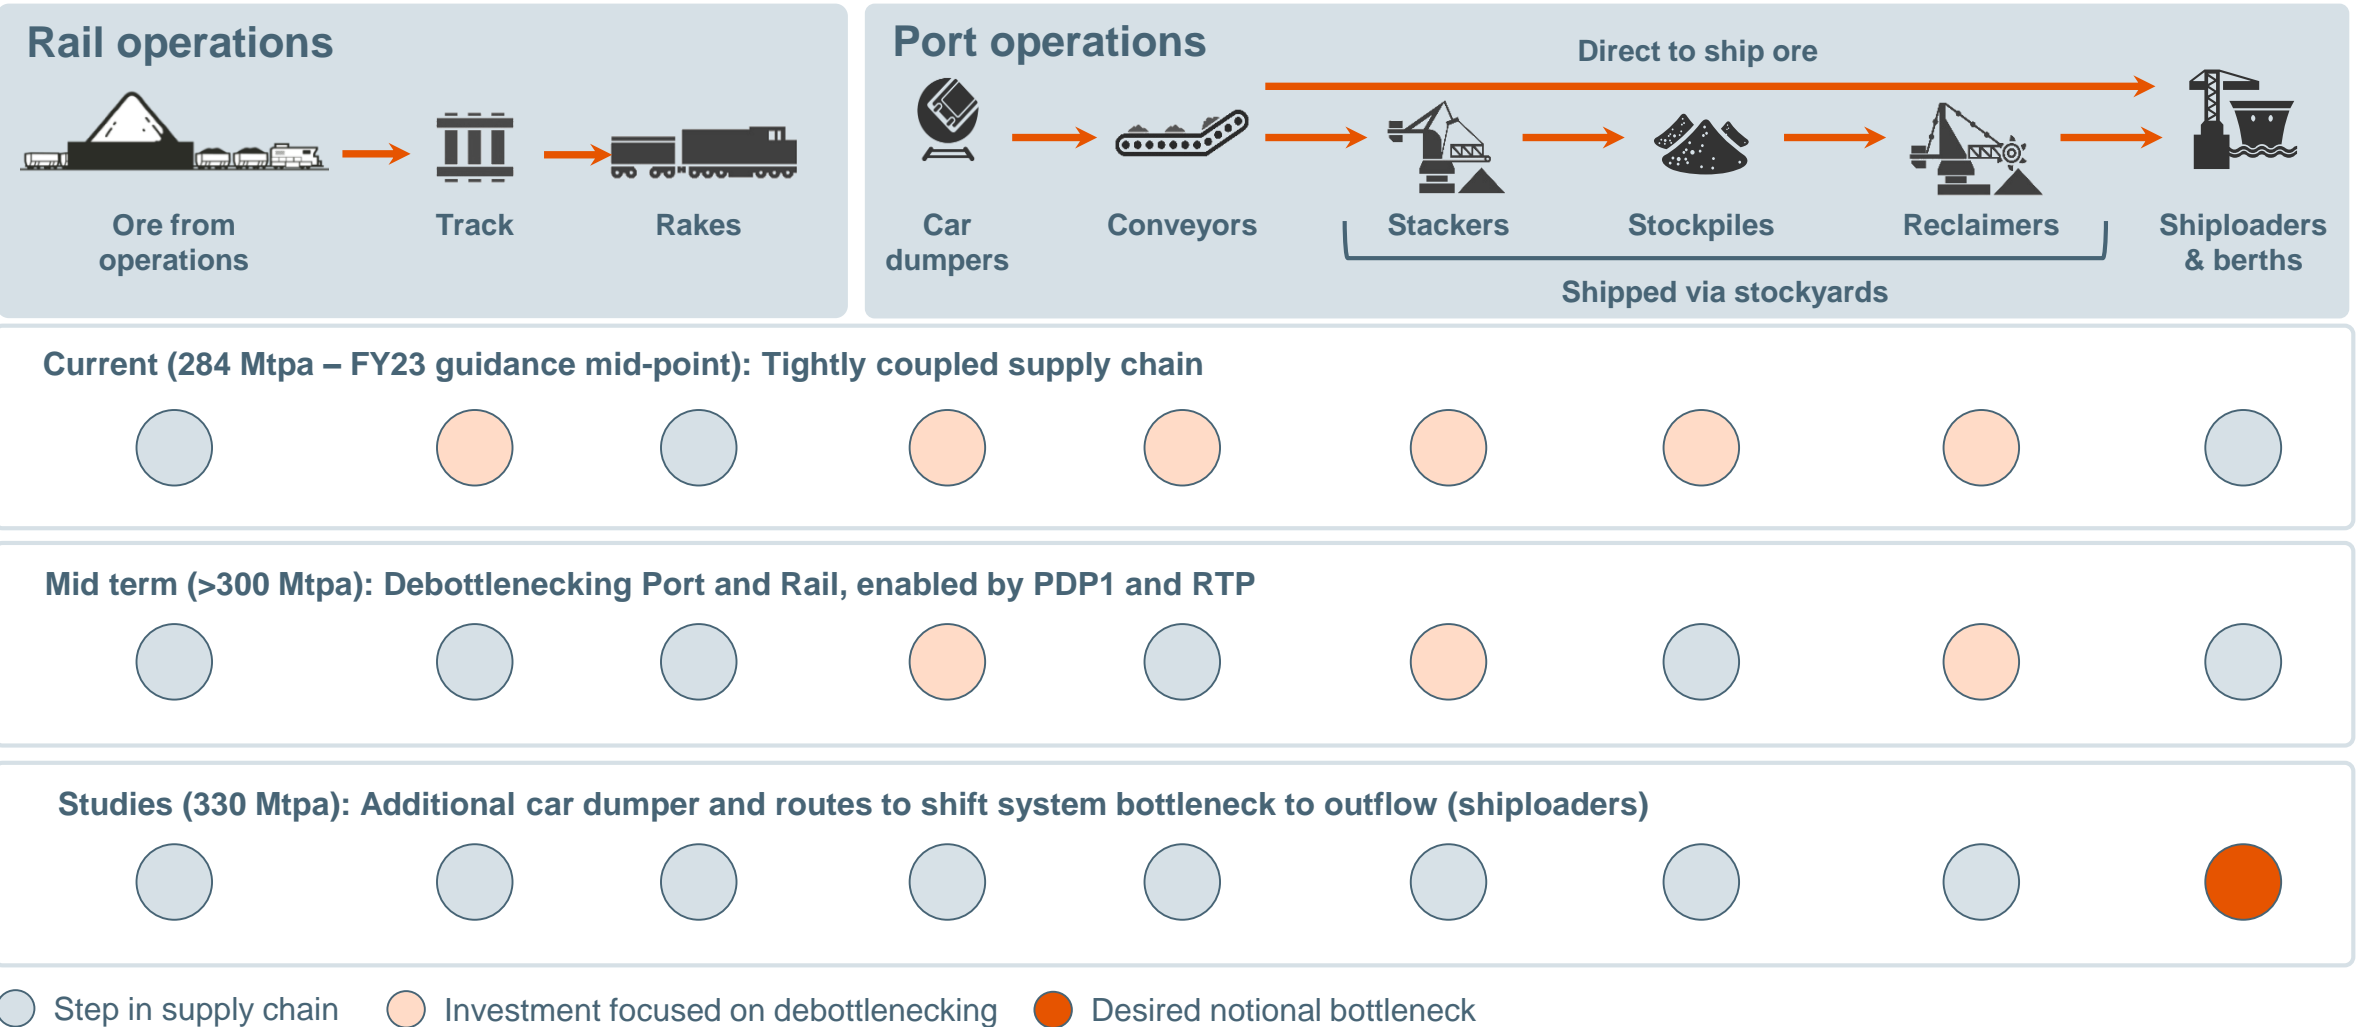 Rail operations
Ore from
operations
Track
Rakes
Port operations
Direct to ship ore
Car
dumpers
Conveyors
Stackers
Stockpiles
Reclaimers
Shiploaders
& berths
Shipped via stockyards
Current (284 Mtpa – FY23 guidance mid-point): Tightly coupled supply chain
Mid term (>300 Mtpa): Debottlenecking Port and Rail, enabled by PDP1 and RTP
Studies (330 Mtpa): Additional car dumper and routes to shift system bottleneck to outflow (shiploaders)
Step in supply chain
Investment focused on debottlenecking
Desired notional bottleneck